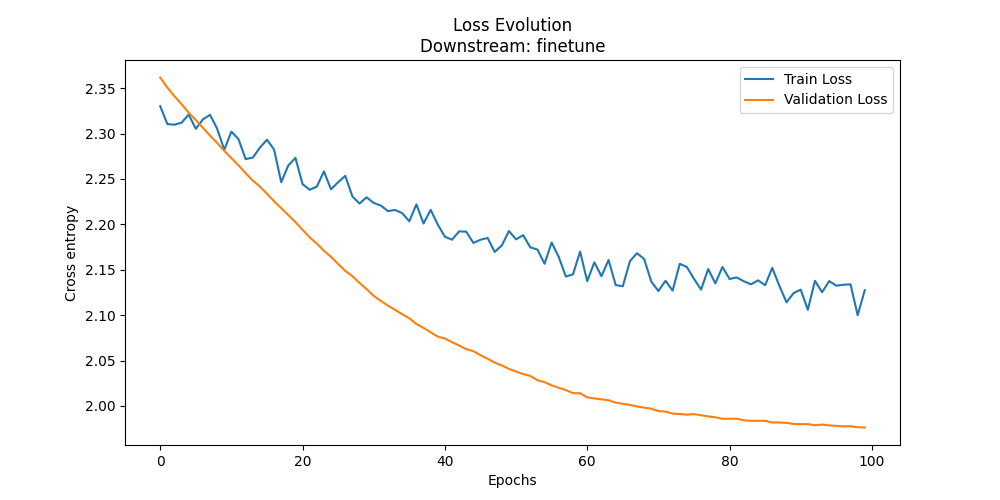 Loss Evolution
Downstream: finetune
Train Loss
Validation Loss
Cross entropy
2.35
2.30
2.25
2.20
2.15
2.10
2.05
2.00
0 20 40 60 80 100
Epochs